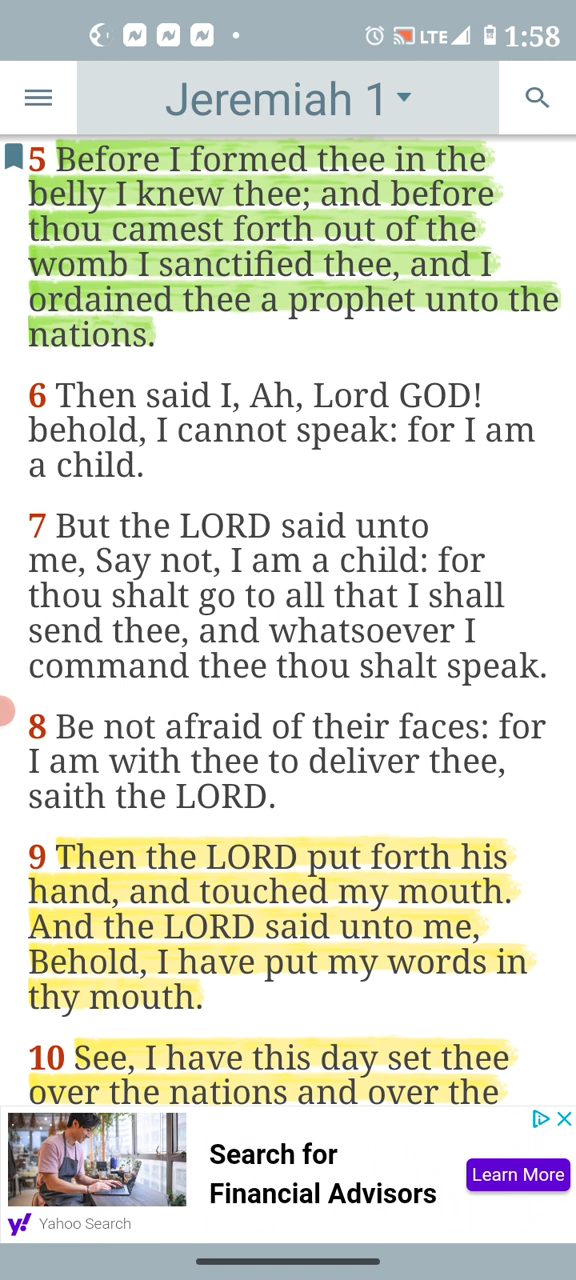 LTE 1:58
Jeremiah 1
5 Before I formed thee in the
belly I knew thee; and before
thou camest forth out of the
womb I sanctified thee, and I
ordained thee a prophet unto the
nations.
6 Then said I, Ah, Lord GOD!
behold, I cannot speak: for I am
a child.
7 But the LORD said unto
me, Say not, I am a child: for
thou shalt go to all that I shall
send thee, and whatsoever I
command thee thou shalt speak.
8 Be not afraid of their faces: for
I am with thee to deliver thee,
saith the LORD.
9 Then the LORD put forth his
hand, and touched my mouth.
And the LORD said unto me,
Behold, I have put my words in
thy mouth.
10 See, I have this day set thee
over the nations and over the
Search for
Financial Advisors
Learn More
y! Yahoo Search